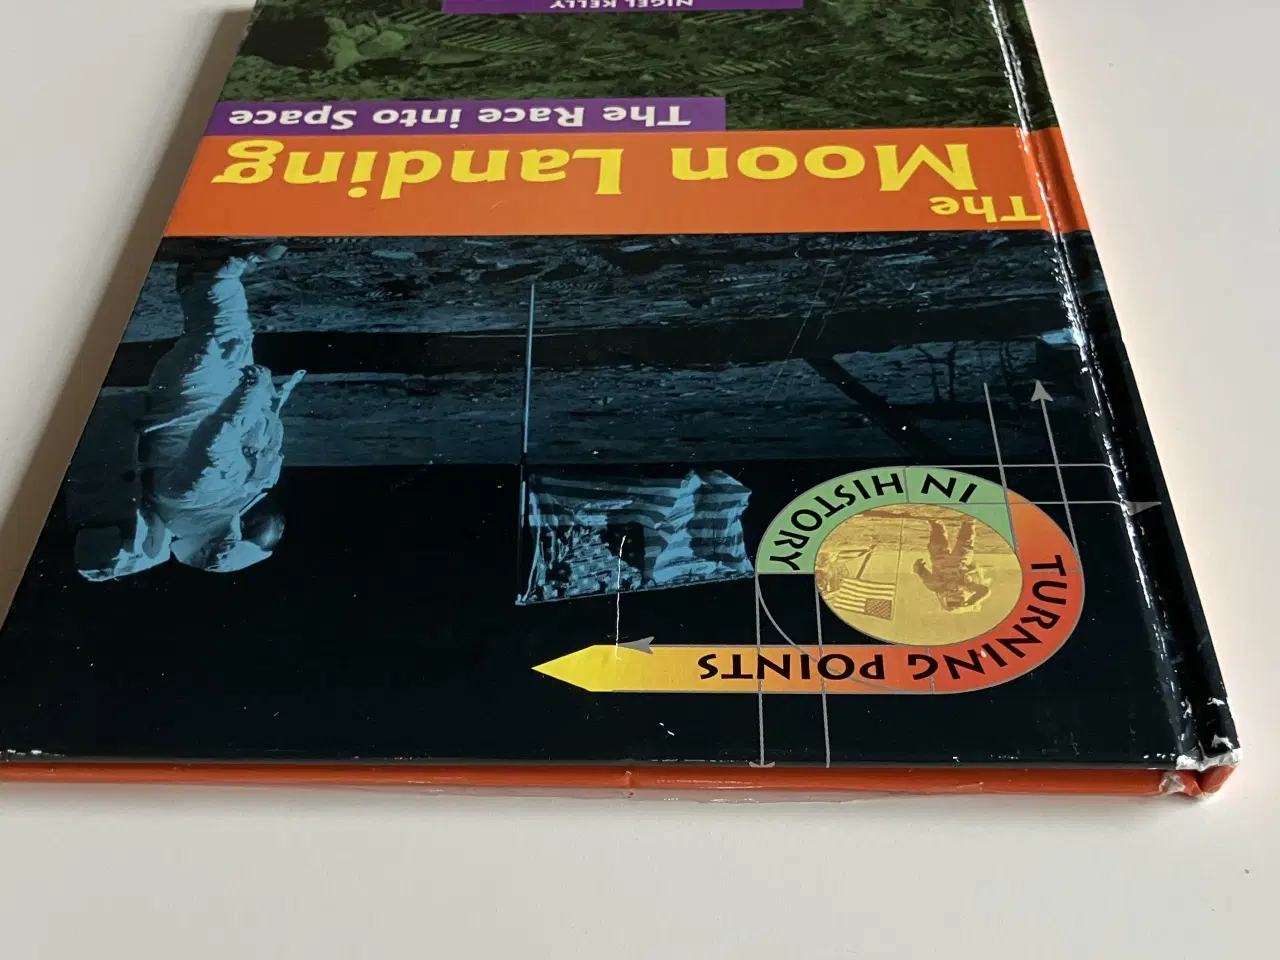 TURNING POINTS
IN HISTORY
The
Moon Landing
The Race into Space
NIGEL KELLY